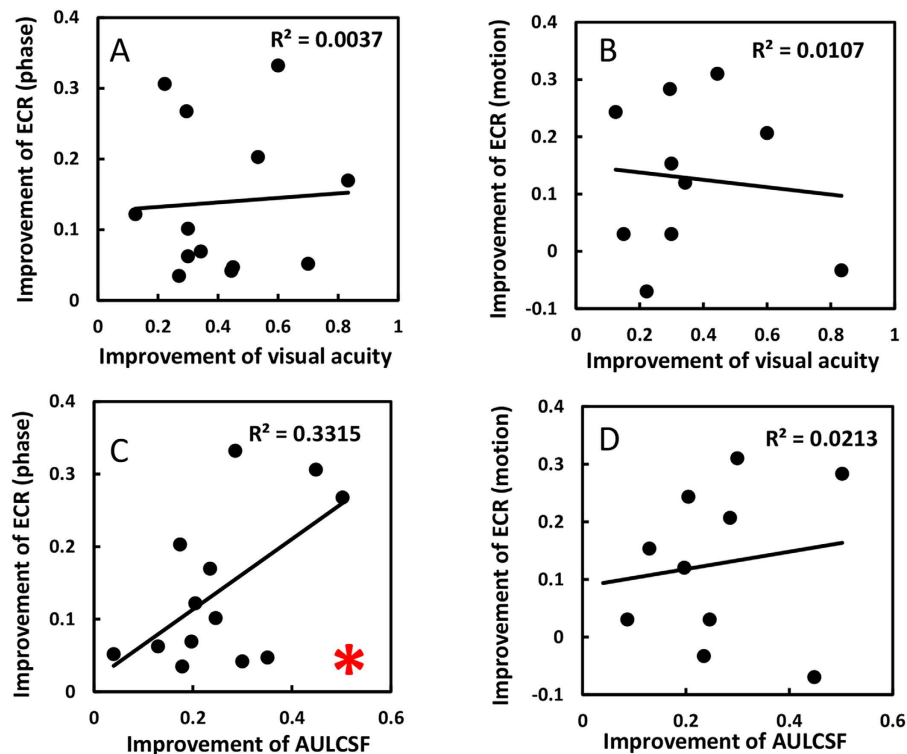 A
R² = 0.0037
Improvement of ECR (phase)
0.4
0.3
0.2
0.1
0
0 0.2 0.4 0.6 0.8 1
Improvement of visual acuity
B
R² = 0.0107
Improvement of ECR (motion)
0.4
0.3
0.2
0.1
0
-0.1
0 0.2 0.4 0.6 0.8 1
Improvement of visual acuity
C
R² = 0.3315
Improvement of ECR (phase)
0.4
0.3
0.2
0.1
0
0 0.2 0.4 0.6
*
Improvement of AULCSF
D
R² = 0.0213
Improvement of ECR (motion)
0.4
0.3
0.2
0.1
0
-0.1
0 0.2 0.4 0.6
Improvement of AULCSF